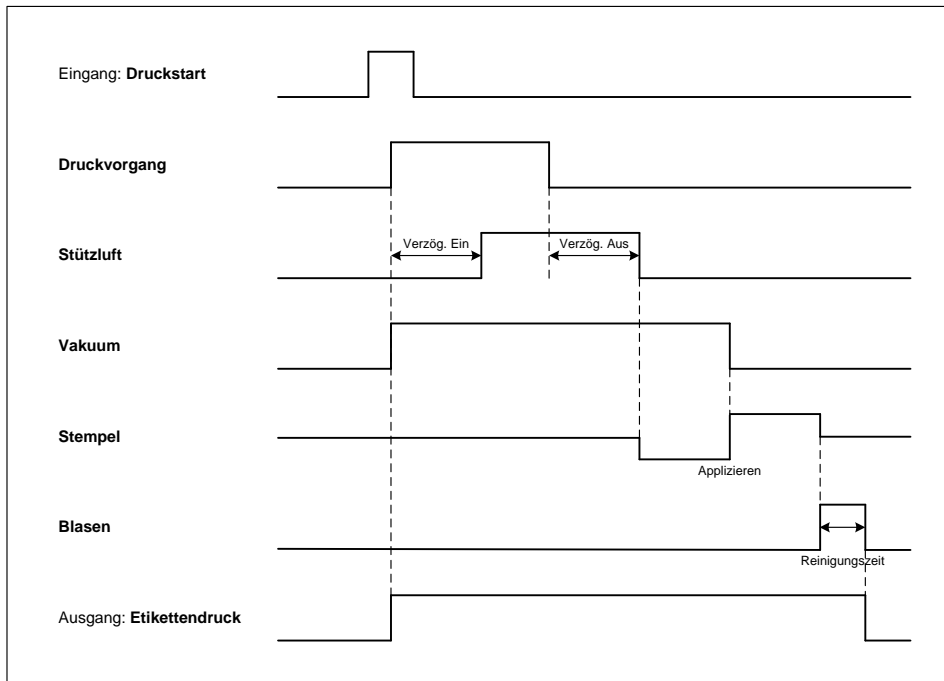 Eingang: Druckstart
Druckvorgang
Verzög. Ein
Verzög. Aus
Stützluft
Vakuum
Stempel
Applizieren
Blasen
Reinigungszeit
Ausgang: Etikettendruck